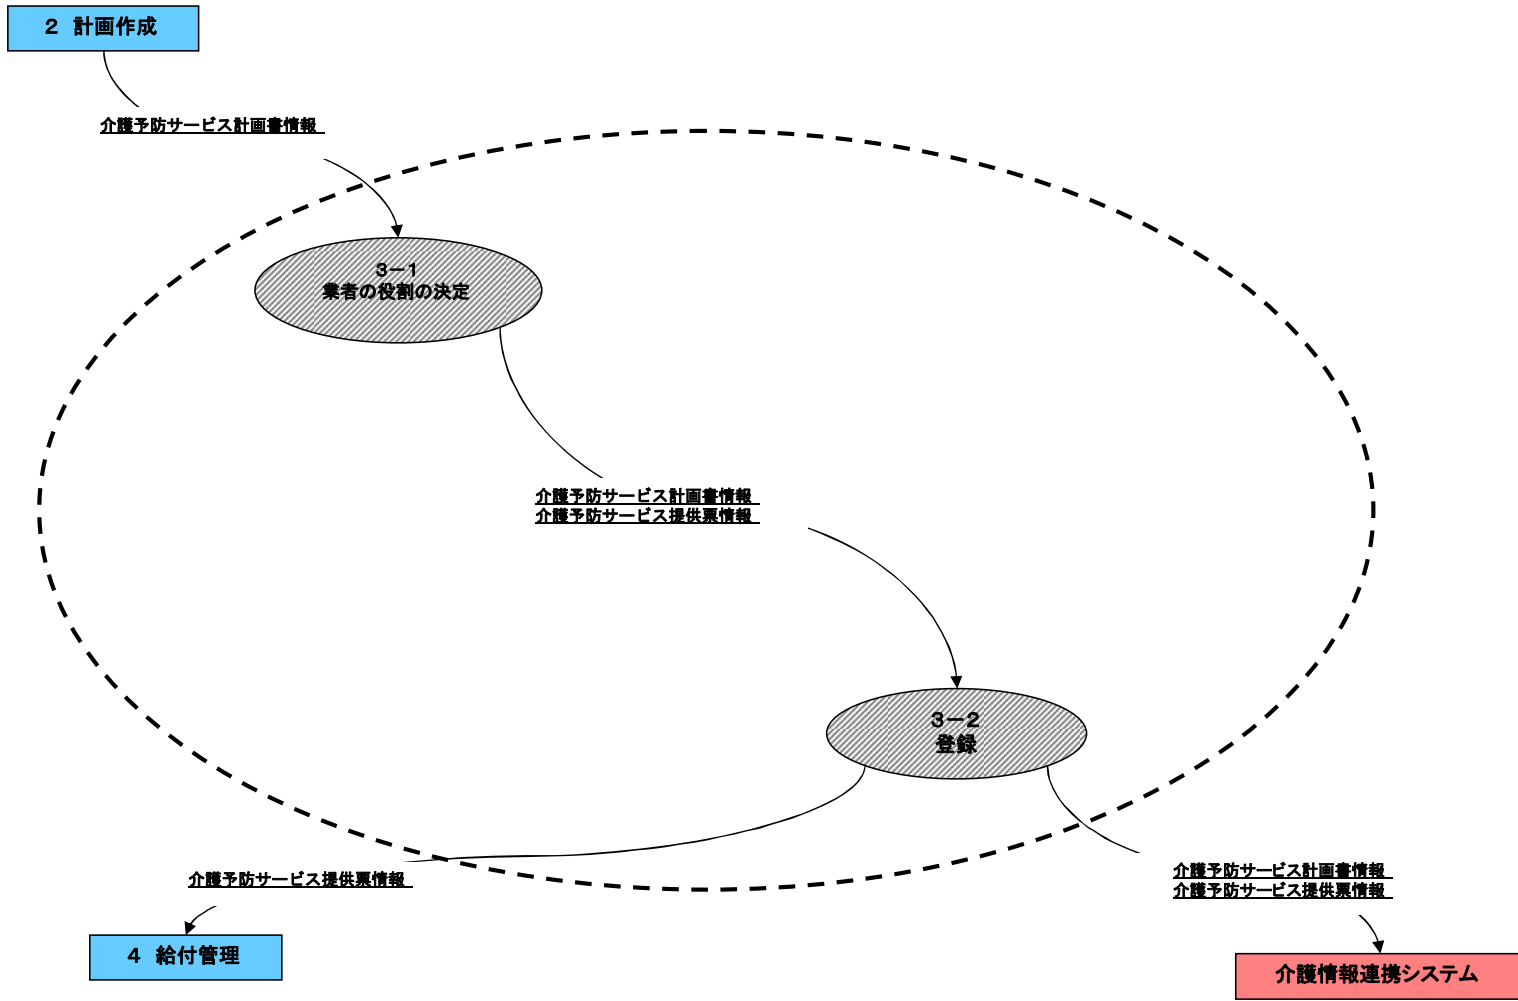 ２ 計画作成
介護予防サービス計画書情報
３－１
業者の役割の決定
介護予防サービス計画書情報
介護予防サービス提供票情報
３－２
登録
介護予防サービス提供票情報
介護予防サービス計画書情報
介護予防サービス提供票情報
４ 給付管理
介護情報連携システム